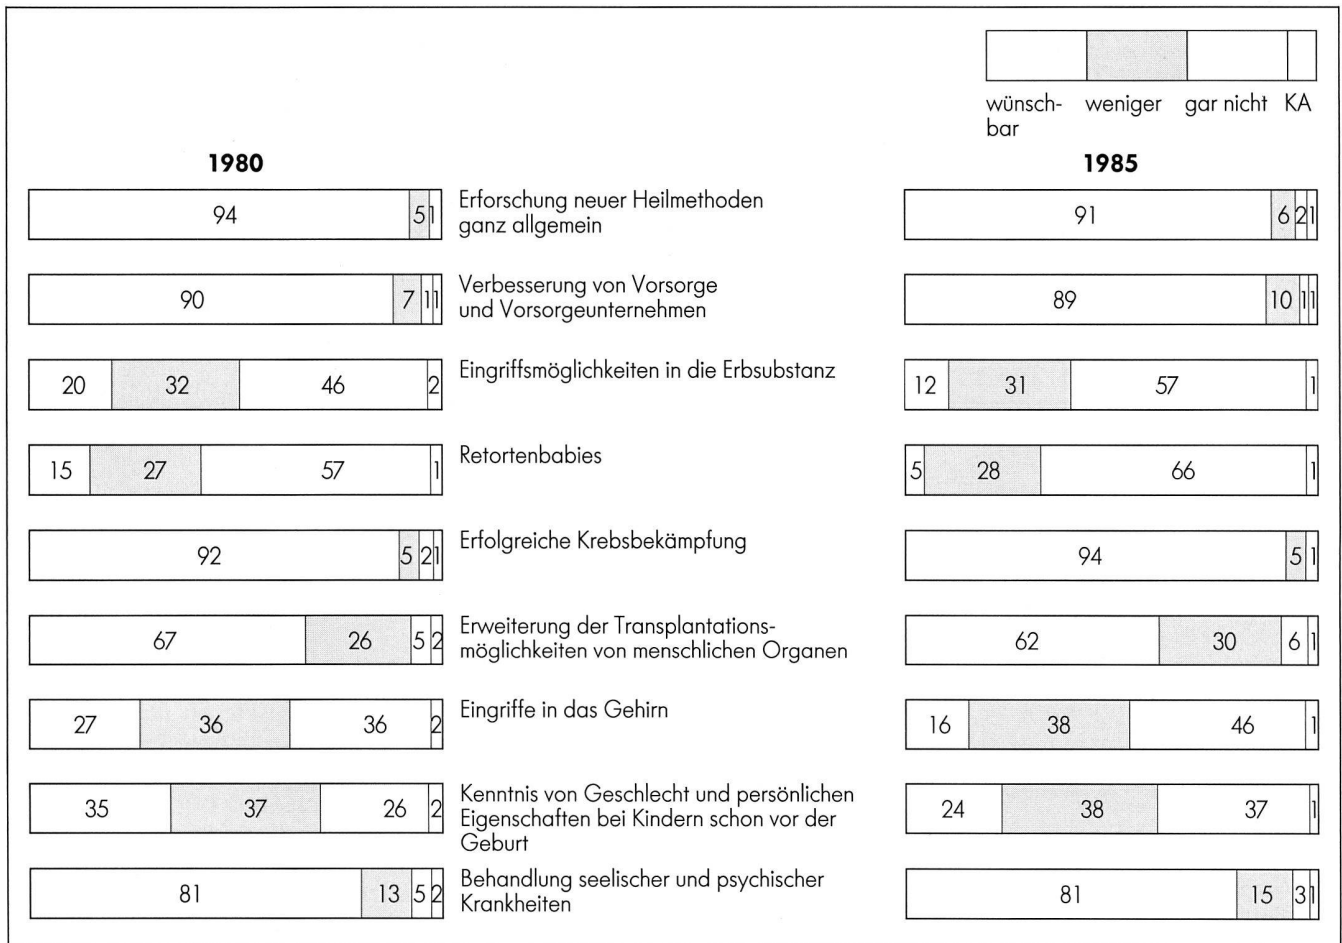 wünsch- weniger gar nicht KA
bar
1980 1985
94 5 1 Erforschung neuer Heilmethoden 91 6 2 1
ganz allgemein
90 7 1 1 Verbesserung von Vorsorge 89 10 1 1
und Vorsorgeunternehmen
20 32 46 2 Eingriffsmöglichkeiten in die Erbsubstanz 12 31 57 1
15 27 57 1 Retortenbabies 5 28 66 1
92 5 2 1 Erfolgreiche Krebsbekämpfung 94 5 1
67 26 5 2 Erweiterung der Transplantations- 62 30 6 1
möglichkeiten von menschlichen Organen
27 36 36 2 Eingriffe in das Gehirn 16 38 46 1
35 37 26 2 Kenntnis von Geschlecht und persönlichen 24 38 37 1
Eigenschaften bei Kindern schon vor der
Geburt
81 13 5 2 Behandlung seelischer und psychischer 81 15 3 1
Krankheiten